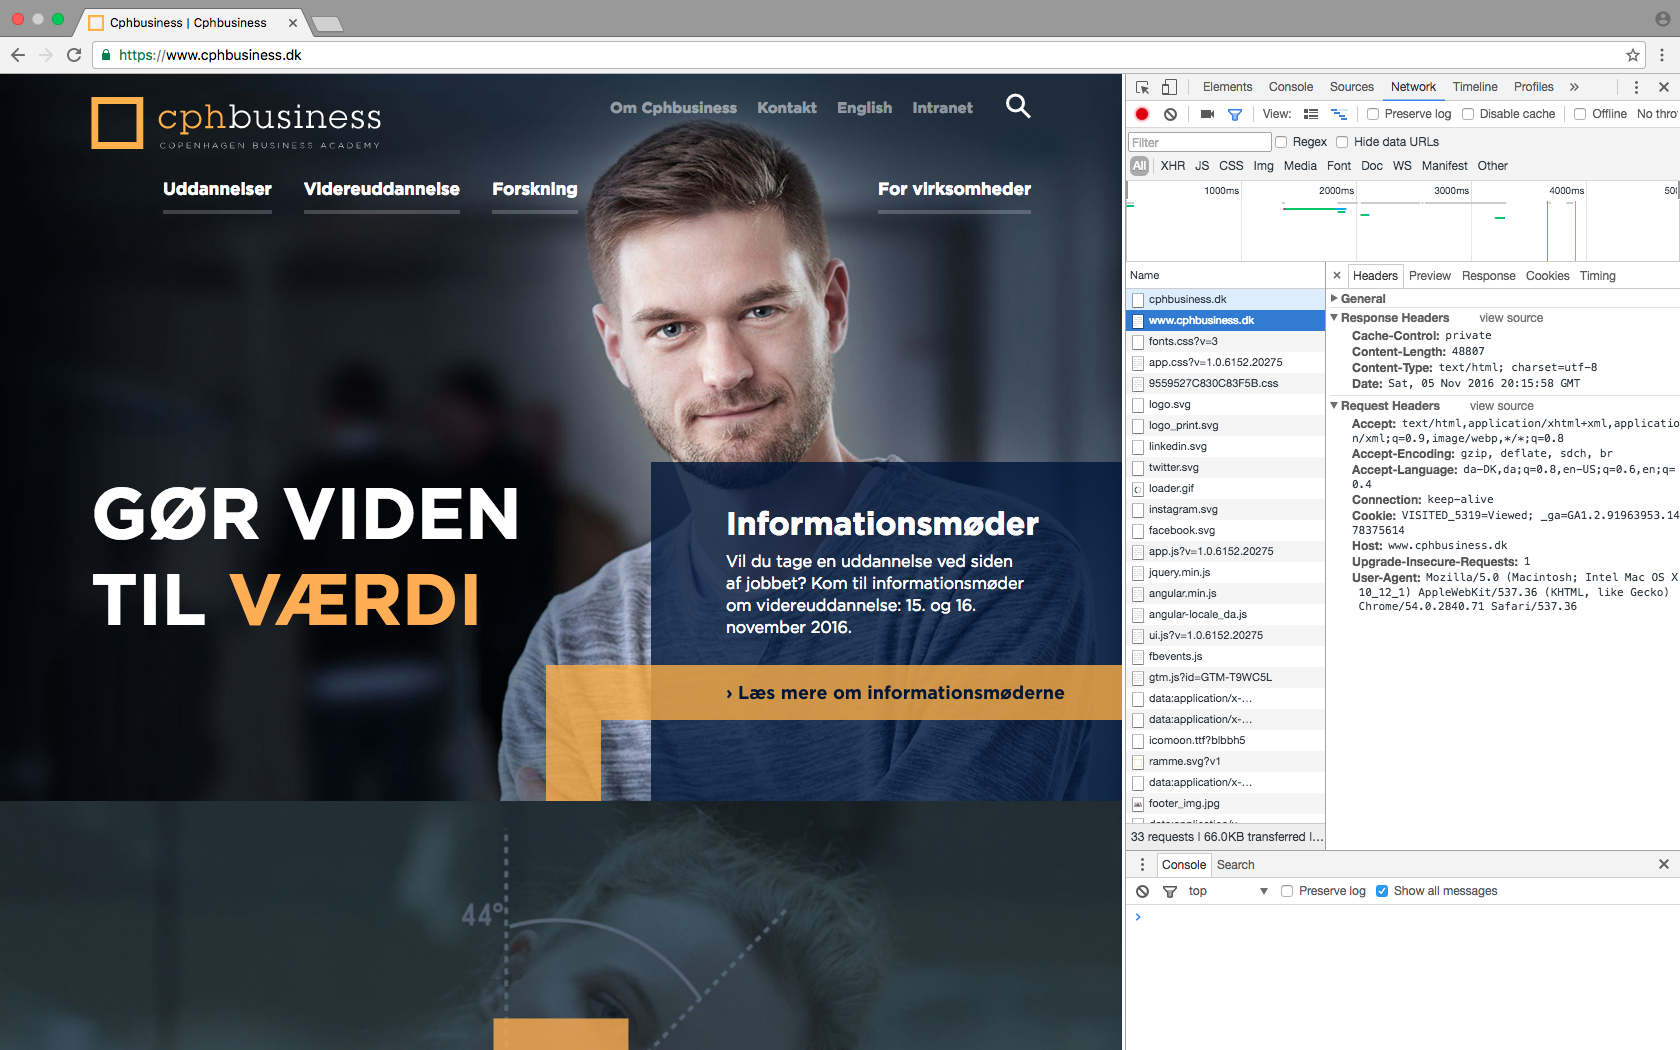 Cphbusiness | Cphbusiness
https://www.cphbusiness.dk
cphbusiness
COPENHAGEN BUSINESS ACADEMY
Om Cphbusiness Kontakt English Intranet
Uddannelser Videreuddannelse Forskning For virksomheder
GØR VIDEN
TIL VÆRDI
Informationsmøder
Vil du tage en uddannelse ved siden
af jobbet? Kom til informationsmøder
om videreuddannelse: 15. og 16.
november 2016.
› Læs mere om informationsmøderne
44°
Elements Console Sources Network Timeline Profiles »
View: Preserve log Disable cache Offline No thro
Filter Regex Hide data URLs
All XHR JS CSS Img Media Font Doc WS Manifest Other
1000ms 2000ms 3000ms 4000ms 500
Name
cphbusiness.dk
www.cphbusiness.dk
fonts.css?v=3
app.css?v=1.0.6152.20275
9559527C830C83F5B.css
logo.svg
logo_print.svg
linkedin.svg
twitter.svg
loader.gif
instagram.svg
facebook.svg
app.js?v=1.0.6152.20275
jquery.min.js
angular.min.js
angular-locale_da.js
ui.js?v=1.0.6152.20275
fbevents.js
gtm.js?id=GTM-T9WC5L
data:application/x-…
data:application/x-…
icomoon.ttf?blbbh5
ramme.svg?v1
data:application/x-…
footer_img.jpg
33 requests | 66.0KB transferred |…
× Headers Preview Response Cookies Timing
General
Response Headers view source
Cache-Control: private
Content-Length: 48807
Content-Type: text/html; charset=utf-8
Date: Sat, 05 Nov 2016 20:15:58 GMT
Request Headers view source
Accept: text/html,application/xhtml+xml,applicatio
n/xml;q=0.9,image/webp,*/*;q=0.8
Accept-Encoding: gzip, deflate, sdch, br
Accept-Language: da-DK,da;q=0.8,en-US;q=0.6,en;q=
0.4
Connection: keep-alive
Cookie: VISITED_5319=Viewed; _ga=GA1.2.91963953.14
78375614
Host: www.cphbusiness.dk
Upgrade-Insecure-Requests: 1
User-Agent: Mozilla/5.0 (Macintosh; Intel Mac OS X
10_12_1) AppleWebKit/537.36 (KHTML, like Gecko)
Chrome/54.0.2840.71 Safari/537.36
Console Search
top Preserve log Show all messages